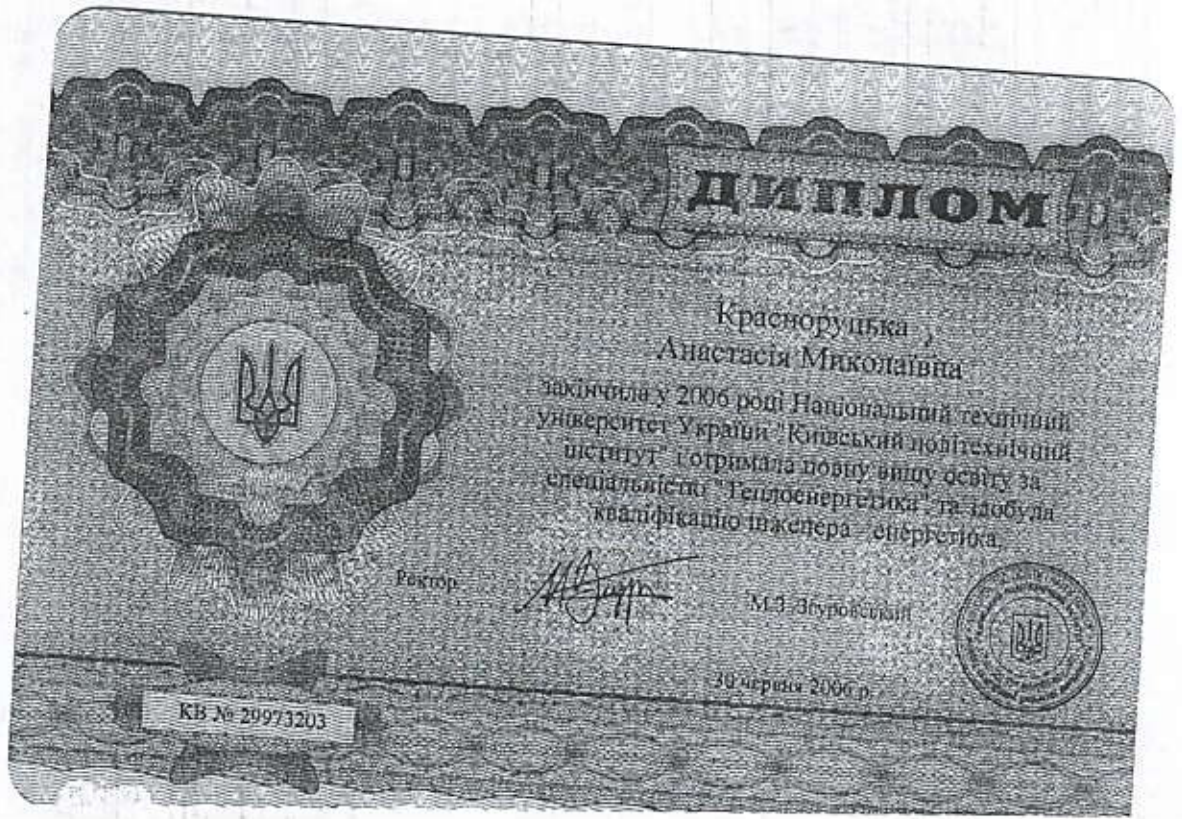 ДИПЛОМ
Красноруцька
Анастасія Миколаївна
закінчила у 2006 році Національний технічний
університет України "Київський політехнічний
інститут" і отримала повну вищу освіту за
спеціальністю "Теплоенергетика" та здобула
кваліфікацію інженера - енергетика.
Ректор М.З. Згуровський
30 червня 2006 р.
КВ № 29973203